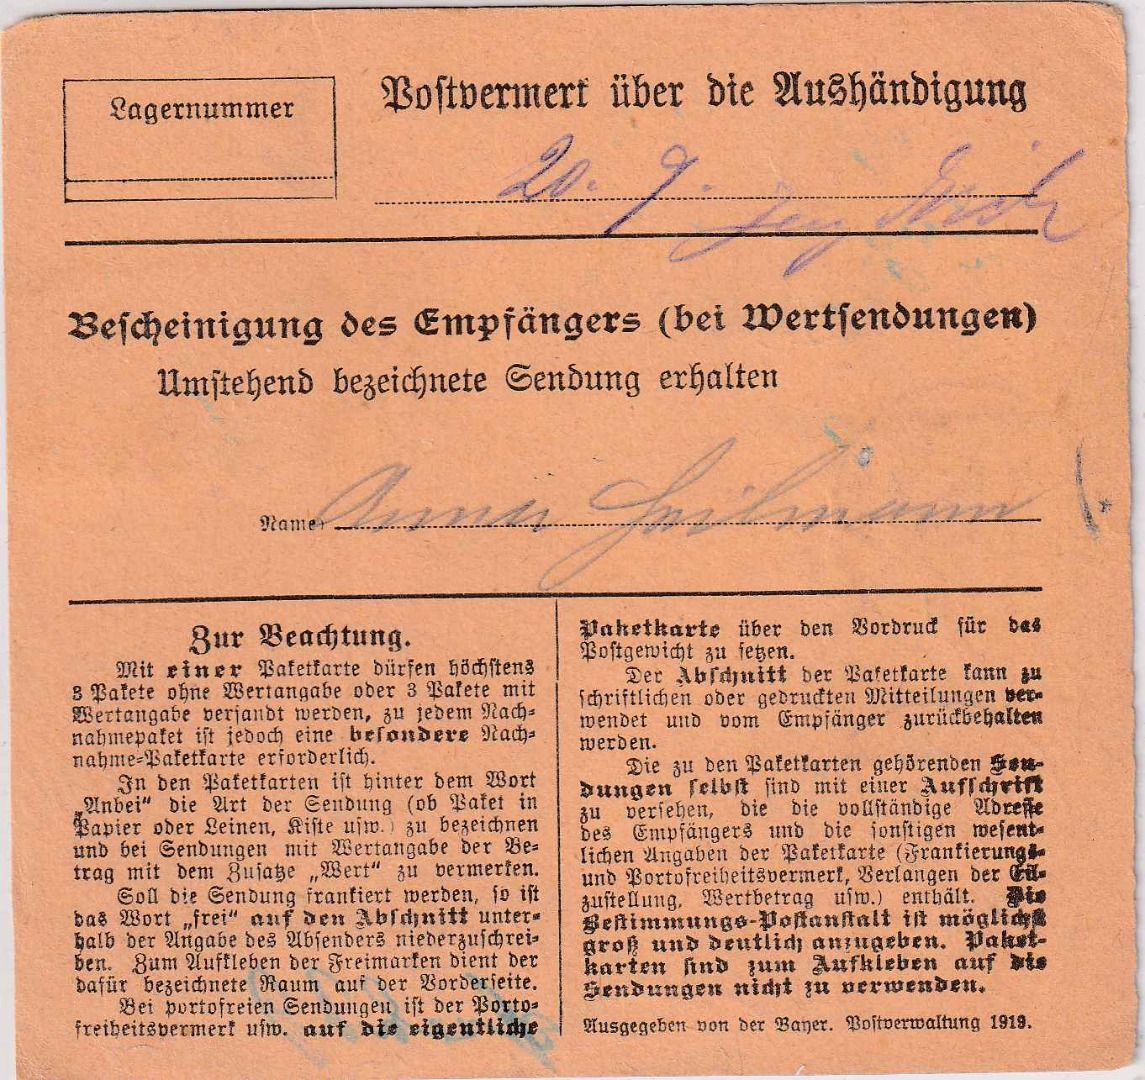 Lagernummer
Postvermerk über die Aushändigung
20. 9.
Bescheinigung des Empfängers (bei Wertsendungen)
Umstehend bezeichnete Sendung erhalten
Name: Anna Heilmann
Zur Beachtung.
Mit einer Paketkarte dürfen höchstens
3 Pakete ohne Wertangabe oder 3 Pakete mit
Wertangabe versandt werden, zu jedem Nach-
nahmepaket ist jedoch eine besondere Nach-
nahme-Paketkarte erforderlich.
In den Paketkarten ist hinter dem Wort
„Anbei" die Art der Sendung (ob Paket in
Papier oder Leinen, Kiste usw.) zu bezeichnen
und bei Sendungen mit Wertangabe der Be-
trag mit dem Zusatze „Wert" zu vermerken.
Soll die Sendung frankiert werden, so ist
das Wort „frei" auf den Abschnitt unter-
halb der Angabe des Absenders niederzuschrei-
ben. Zum Aufkleben der Freimarken dient der
dafür bezeichnete Raum auf der Vorderseite.
Bei portofreien Sendungen ist der Porto-
freiheitsvermerk usw. auf die eigentliche
Paketkarte über den Vordruck für das
Postgewicht zu setzen.
Der Abschnitt der Paketkarte kann zu
schriftlichen oder gedruckten Mitteilungen ver-
wendet und vom Empfänger zurückbehalten
werden.
Die zu den Paketkarten gehörenden Sen-
dungen selbst sind mit einer Aufschrift
zu versehen, die die vollständige Adresse
des Empfängers und die sonstigen wesent-
lichen Angaben der Paketkarte (Frankierungs-
und Portofreiheitsvermerk, Verlangen der Eil-
zustellung, Wertbetrag usw.) enthält. Die
Bestimmungs-Postanstalt ist möglichst
groß und deutlich anzugeben. Paket-
karten sind zum Aufkleben auf die
Sendungen nicht zu verwenden.
Ausgegeben von der Bayer. Postverwaltung 1919.